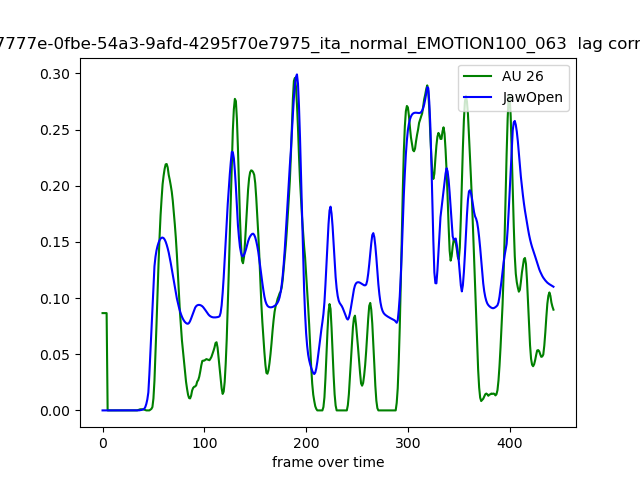 7777e-0fbe-54a3-9afd-4295f70e7975_ita_normal_EMOTION100_063 lag corr
AU 26
JawOpen
0.30
0.25
0.20
0.15
0.10
0.05
0.00
0 100 200 300 400
frame over time